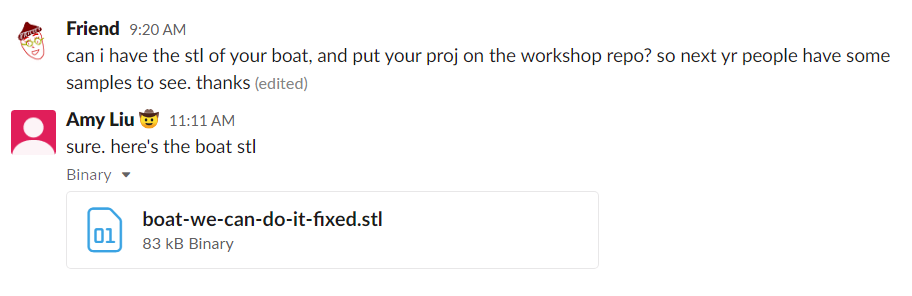 Friend 9:20 AM
can i have the stl of your boat, and put your proj on the workshop repo? so next yr people have some
samples to see. thanks (edited)
Amy Liu 🤠 11:11 AM
sure. here's the boat stl
Binary
01
boat-we-can-do-it-fixed.stl
83 kB Binary